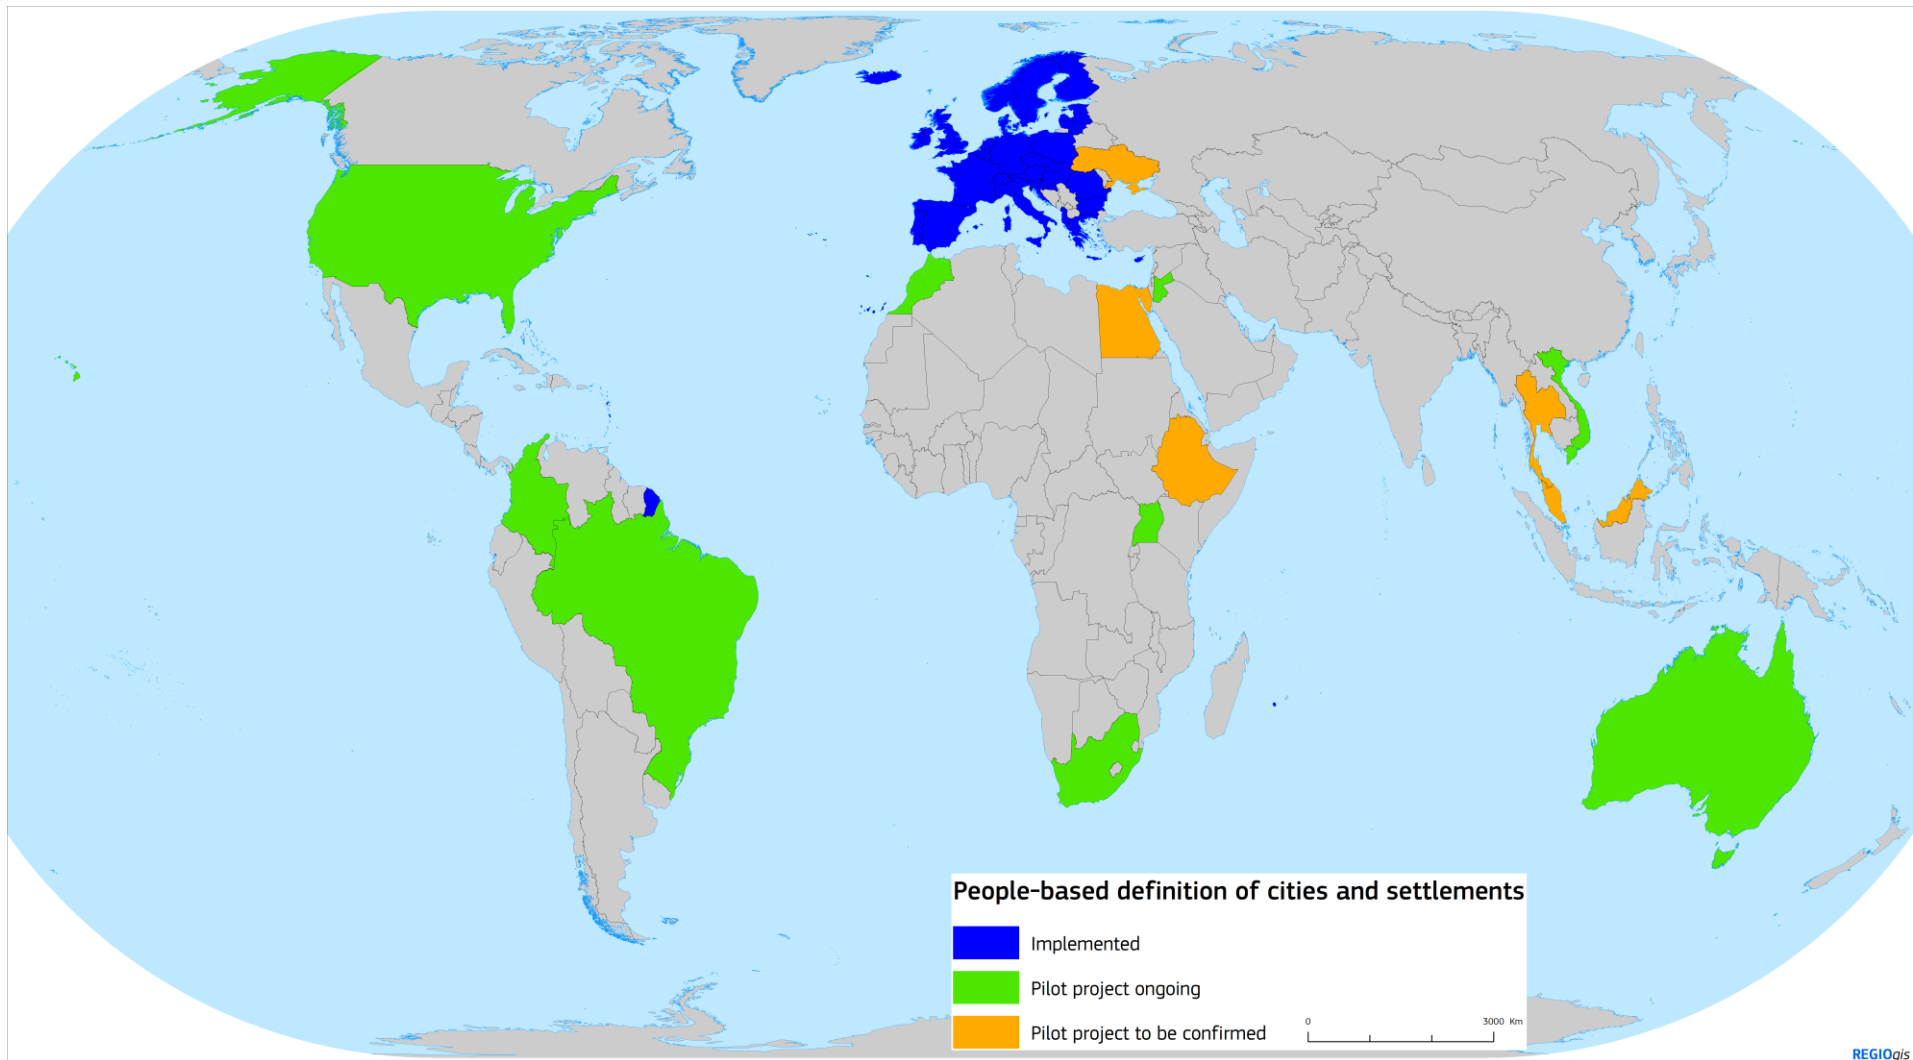 People-based definition of cities and settlements
Implemented
Pilot project ongoing
Pilot project to be confirmed
0 3000 Km
REGIOgis